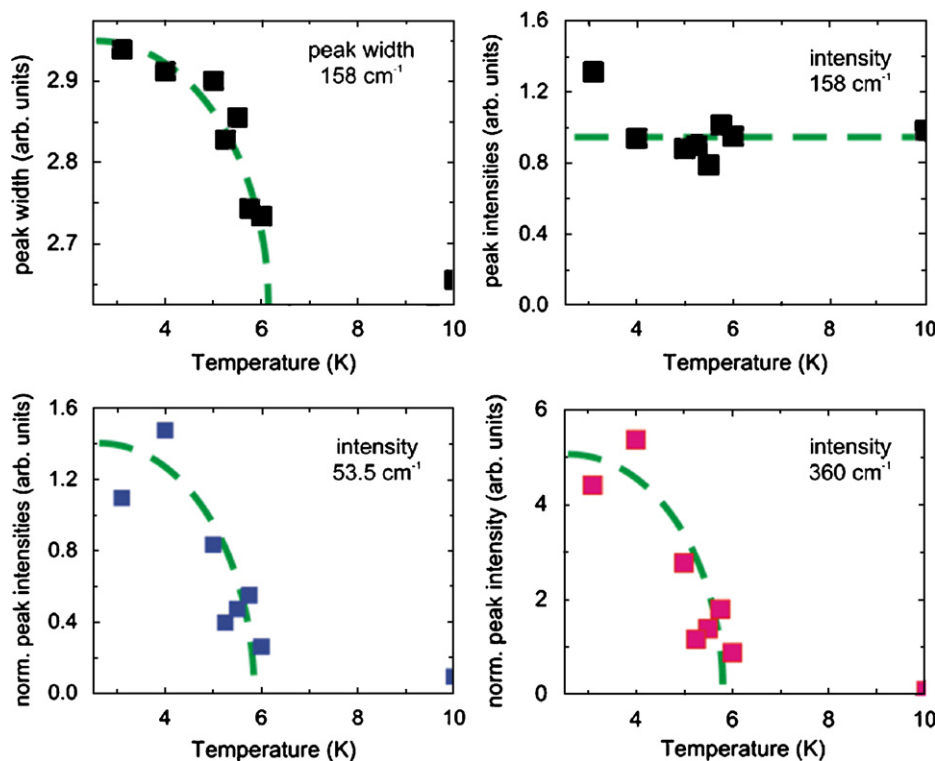 peak width
158 cm⁻¹
peak width (arb. units)
2.9
2.8
2.7
4 6 8 10
Temperature (K)
intensity
158 cm⁻¹
peak intensities (arb. units)
1.6
1.2
0.8
0.4
0.0
4 6 8 10
Temperature (K)
intensity
53.5 cm⁻¹
norm. peak intensities (arb. units)
1.6
1.2
0.8
0.4
0.0
4 6 8 10
Temperature (K)
intensity
360 cm⁻¹
norm. peak intensity (arb. units)
6
4
2
0
4 6 8 10
Temperature (K)